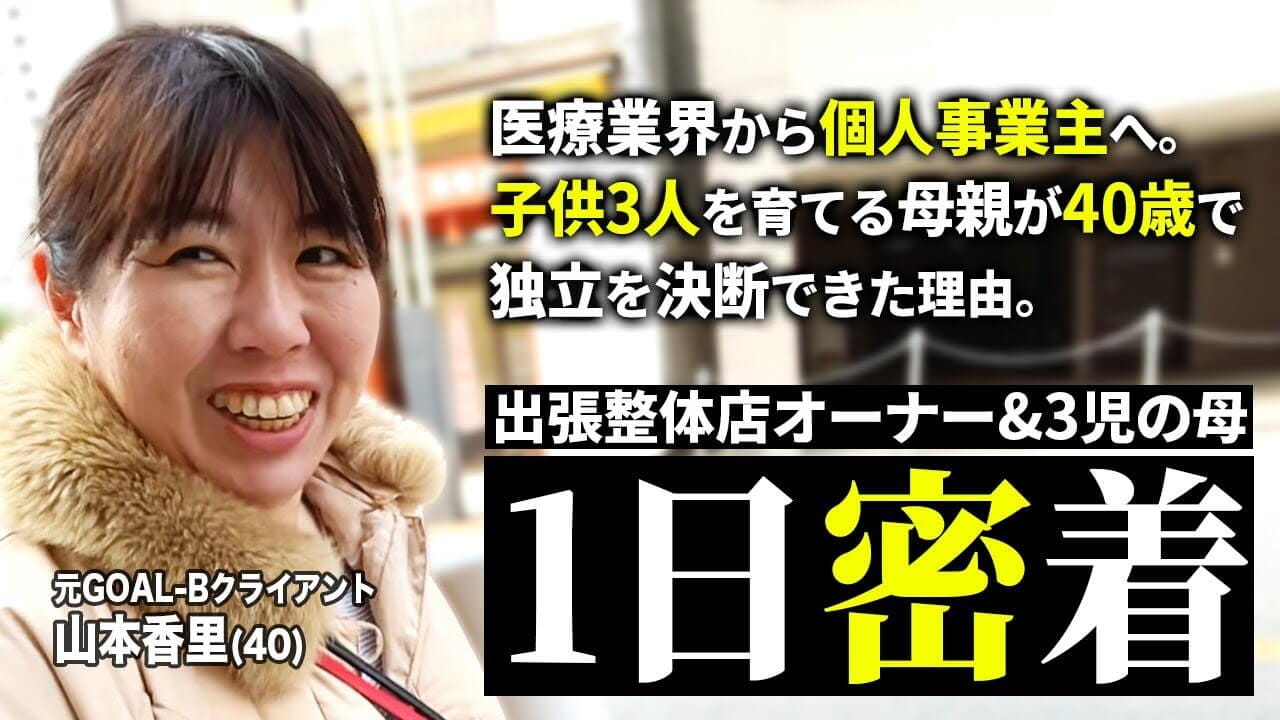 医療業界から個人事業主へ。
子供3人を育てる母親が40歳で
独立を決断できた理由。
出張整体店オーナー&3児の母
1日密着
元GOAL-Bクライアント
山本香里(40)